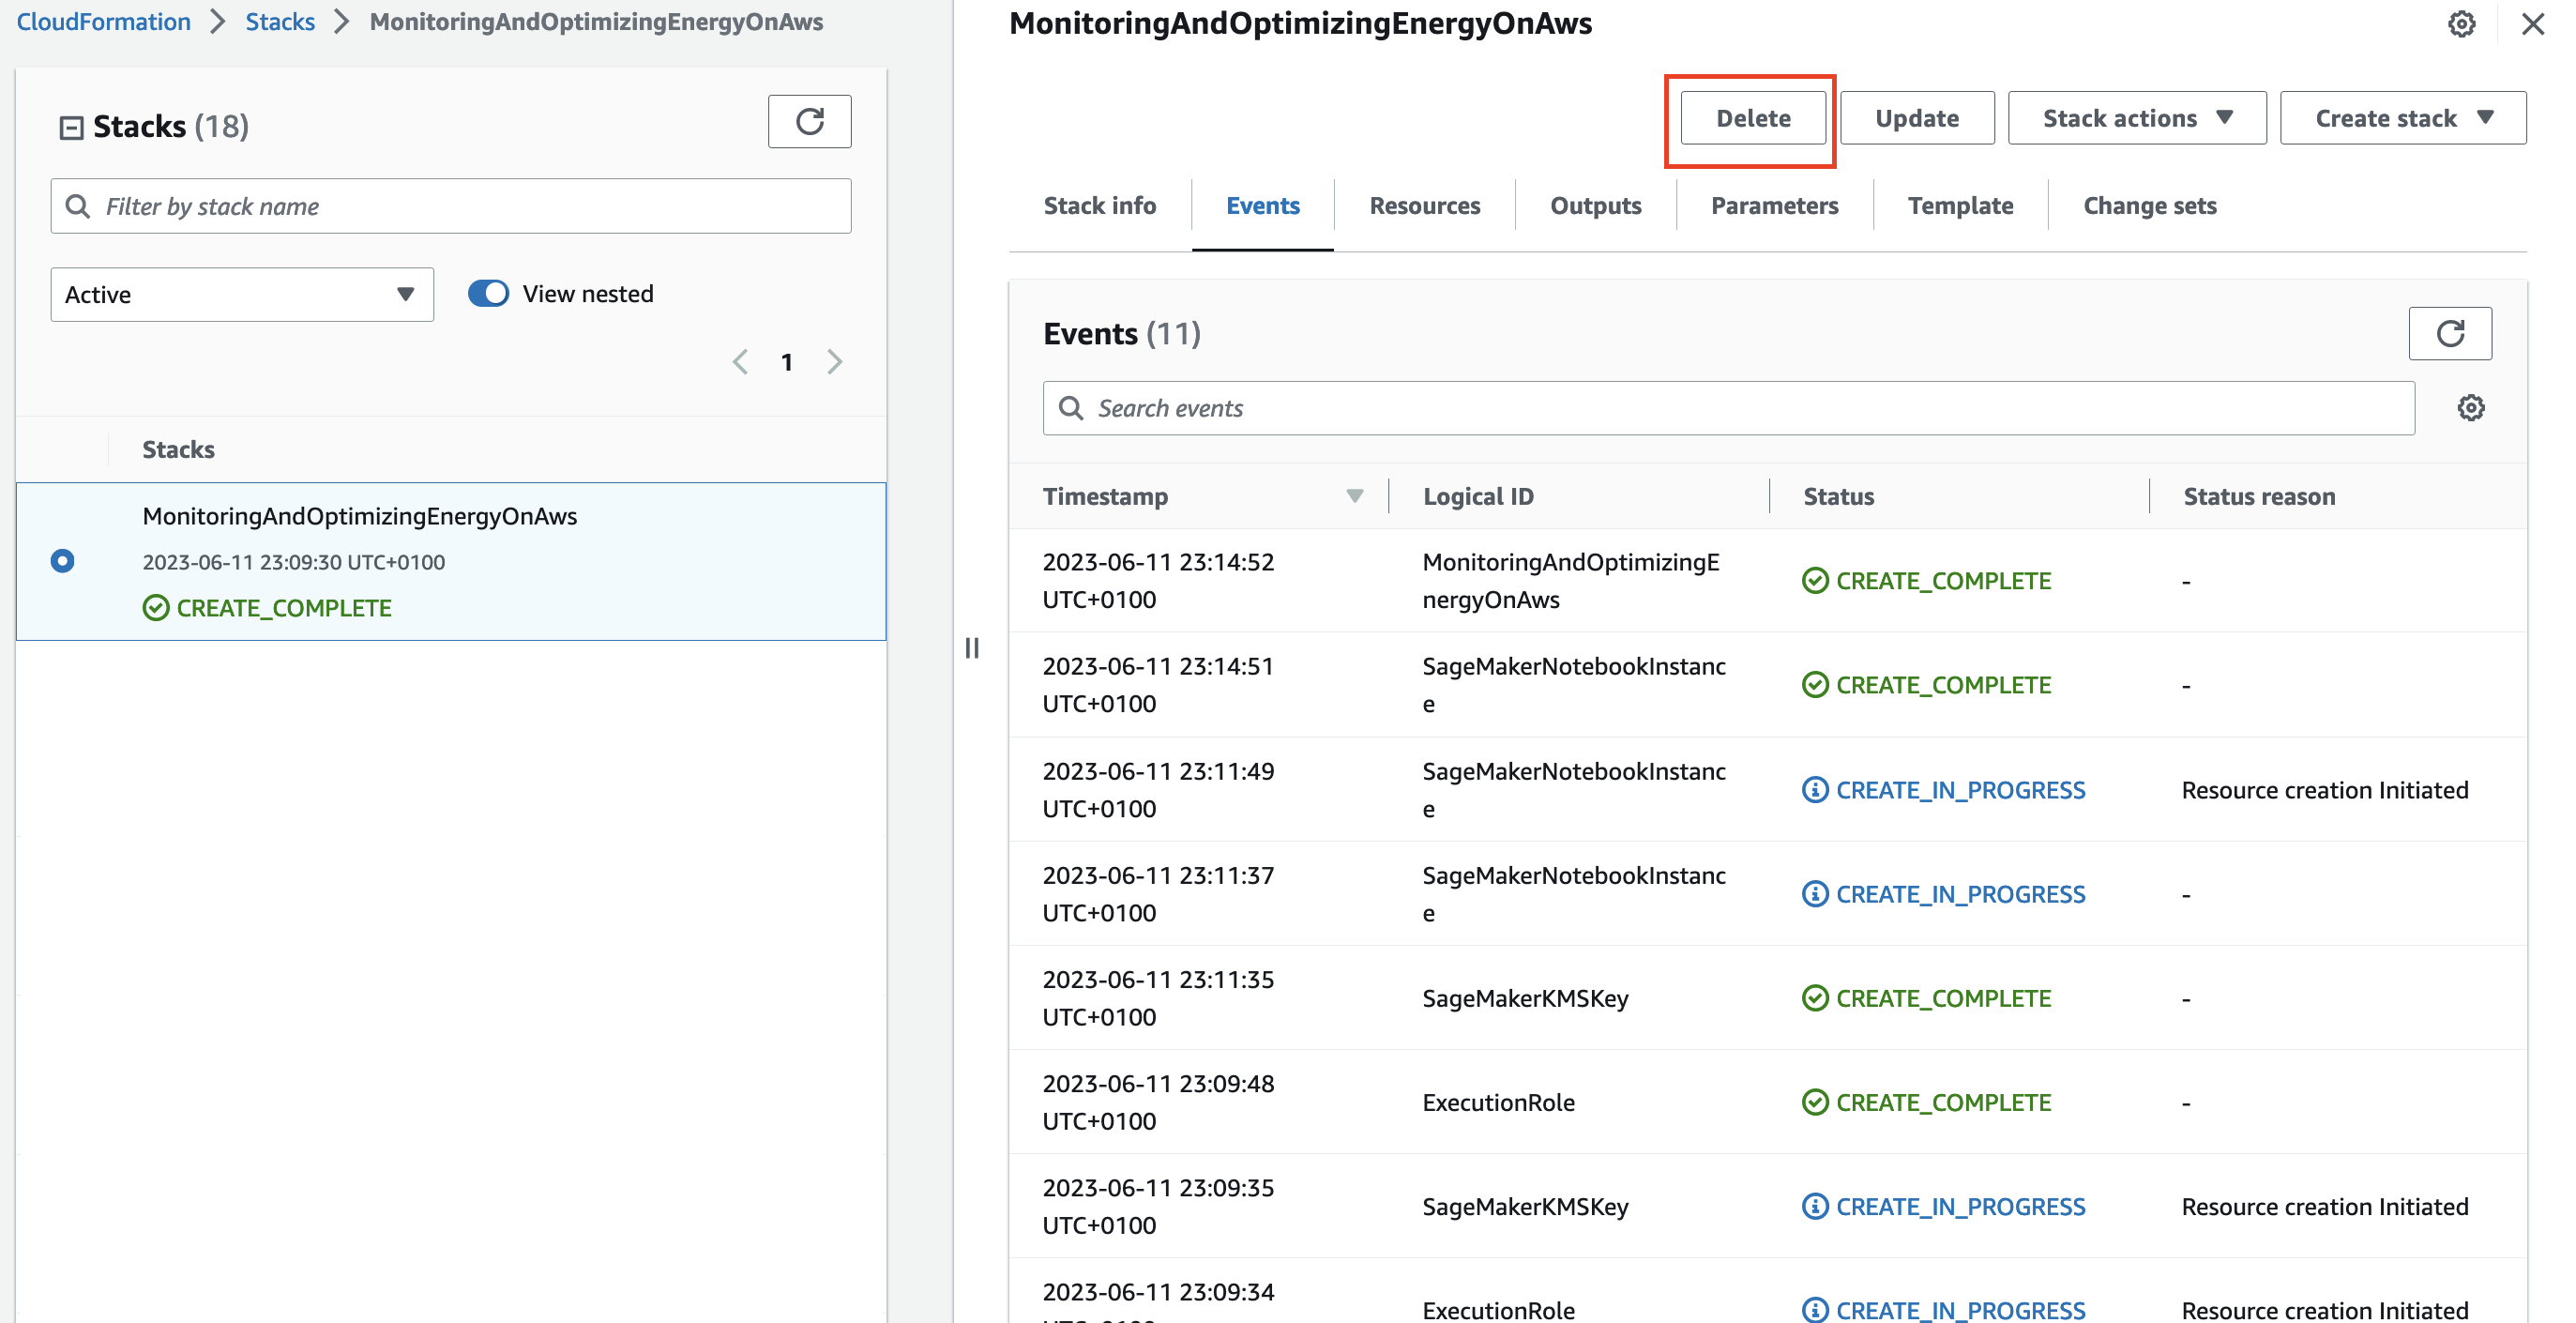 CloudFormation
Stacks
MonitoringAndOptimizingEnergyOnAws
Stacks (18)
Filter by stack name
Active
View nested
1
Stacks
MonitoringAndOptimizingEnergyOnAws
2023-06-11 23:09:30 UTC+0100
CREATE_COMPLETE
MonitoringAndOptimizingEnergyOnAws
Delete
Update
Stack actions
Create stack
Stack info
Events
Resources
Outputs
Parameters
Template
Change sets
Events (11)
Search events
Timestamp
Logical ID
Status
Status reason
2023-06-11 23:14:52
UTC+0100
MonitoringAndOptimizingE
nergyOnAws
CREATE_COMPLETE
-
2023-06-11 23:14:51
UTC+0100
SageMakerNotebookInstanc
e
CREATE_COMPLETE
-
2023-06-11 23:11:49
UTC+0100
SageMakerNotebookInstanc
e
CREATE_IN_PROGRESS
Resource creation Initiated
2023-06-11 23:11:37
UTC+0100
SageMakerNotebookInstanc
e
CREATE_IN_PROGRESS
-
2023-06-11 23:11:35
UTC+0100
SageMakerKMSKey
CREATE_COMPLETE
-
2023-06-11 23:09:48
UTC+0100
ExecutionRole
CREATE_COMPLETE
-
2023-06-11 23:09:35
UTC+0100
SageMakerKMSKey
CREATE_IN_PROGRESS
Resource creation Initiated
2023-06-11 23:09:34
ExecutionRole
CREATE_IN_PROGRESS
Resource creation Initiated